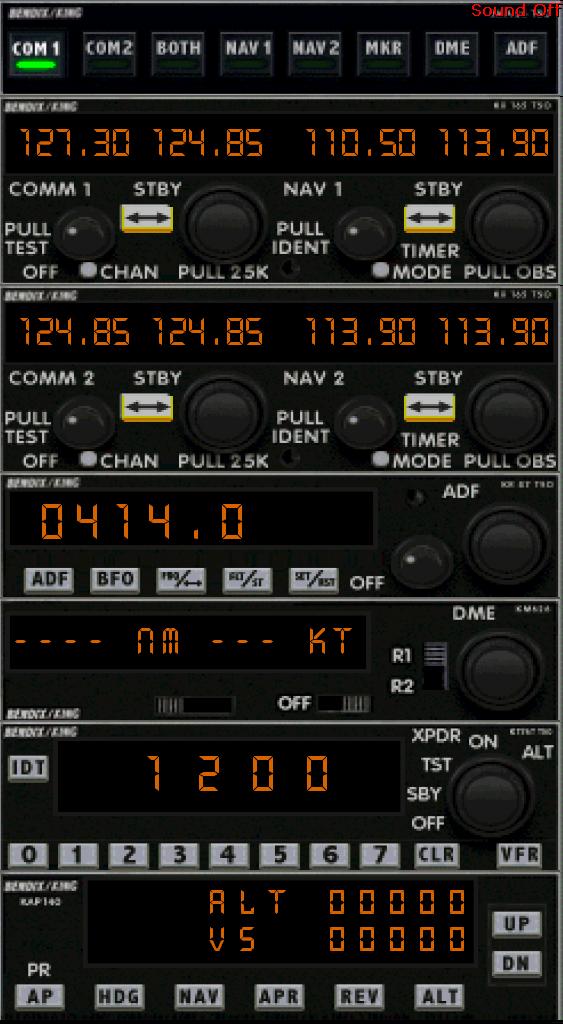 Sound Off
BENDIX/KING
COM 1 COM 2 BOTH NAV 1 NAV 2 MKR DME ADF
BENDIX/KING KX 165 TSO
127.30 124.85 110.50 113.90
COMM 1 STBY NAV 1 STBY
PULL TEST PULL IDENT TIMER
OFF CHAN PULL 25K MODE PULL OBS
BENDIX/KING KX 165 TSO
124.85 124.85 113.90 113.90
COMM 2 STBY NAV 2 STBY
PULL TEST PULL IDENT TIMER
OFF CHAN PULL 25K MODE PULL OBS
BENDIX/KING KR 87 TSO
ADF
0414.0
ADF BFO FRQ/↔ FLT/ST SET/RST OFF
DME
---- NM --- KT
R1
R2
OFF
BENDIX/KING
BENDIX/KING
XPDR ON ALT
IDT 1200 TST
SBY
OFF
0 1 2 3 4 5 6 7 CLR VFR
BENDIX/KING
KAP140
ALT 00000
VS 00000
UP
DN
PR
AP HDG NAV APR REV ALT